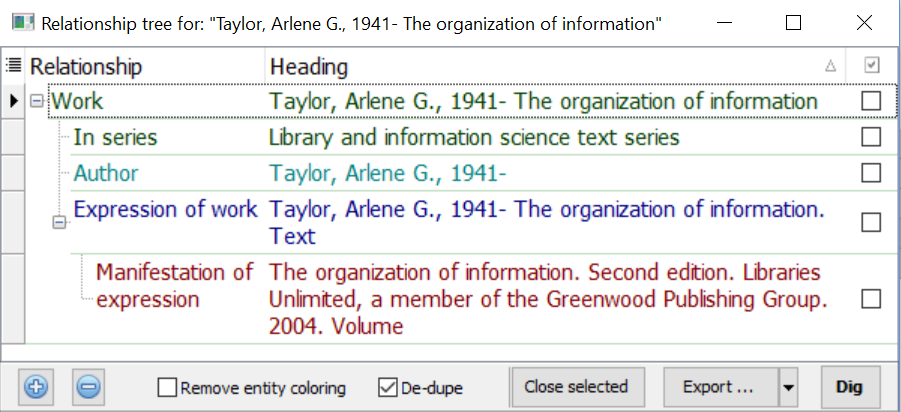 Relationship tree for: "Taylor, Arlene G., 1941- The organization of information"
Relationship Heading
Work Taylor, Arlene G., 1941- The organization of information
In series Library and information science text series
Author Taylor, Arlene G., 1941-
Expression of work Taylor, Arlene G., 1941- The organization of information.
Text
Manifestation of The organization of information. Second edition. Libraries
expression Unlimited, a member of the Greenwood Publishing Group.
2004. Volume
Remove entity coloring De-dupe Close selected Export ... Dig